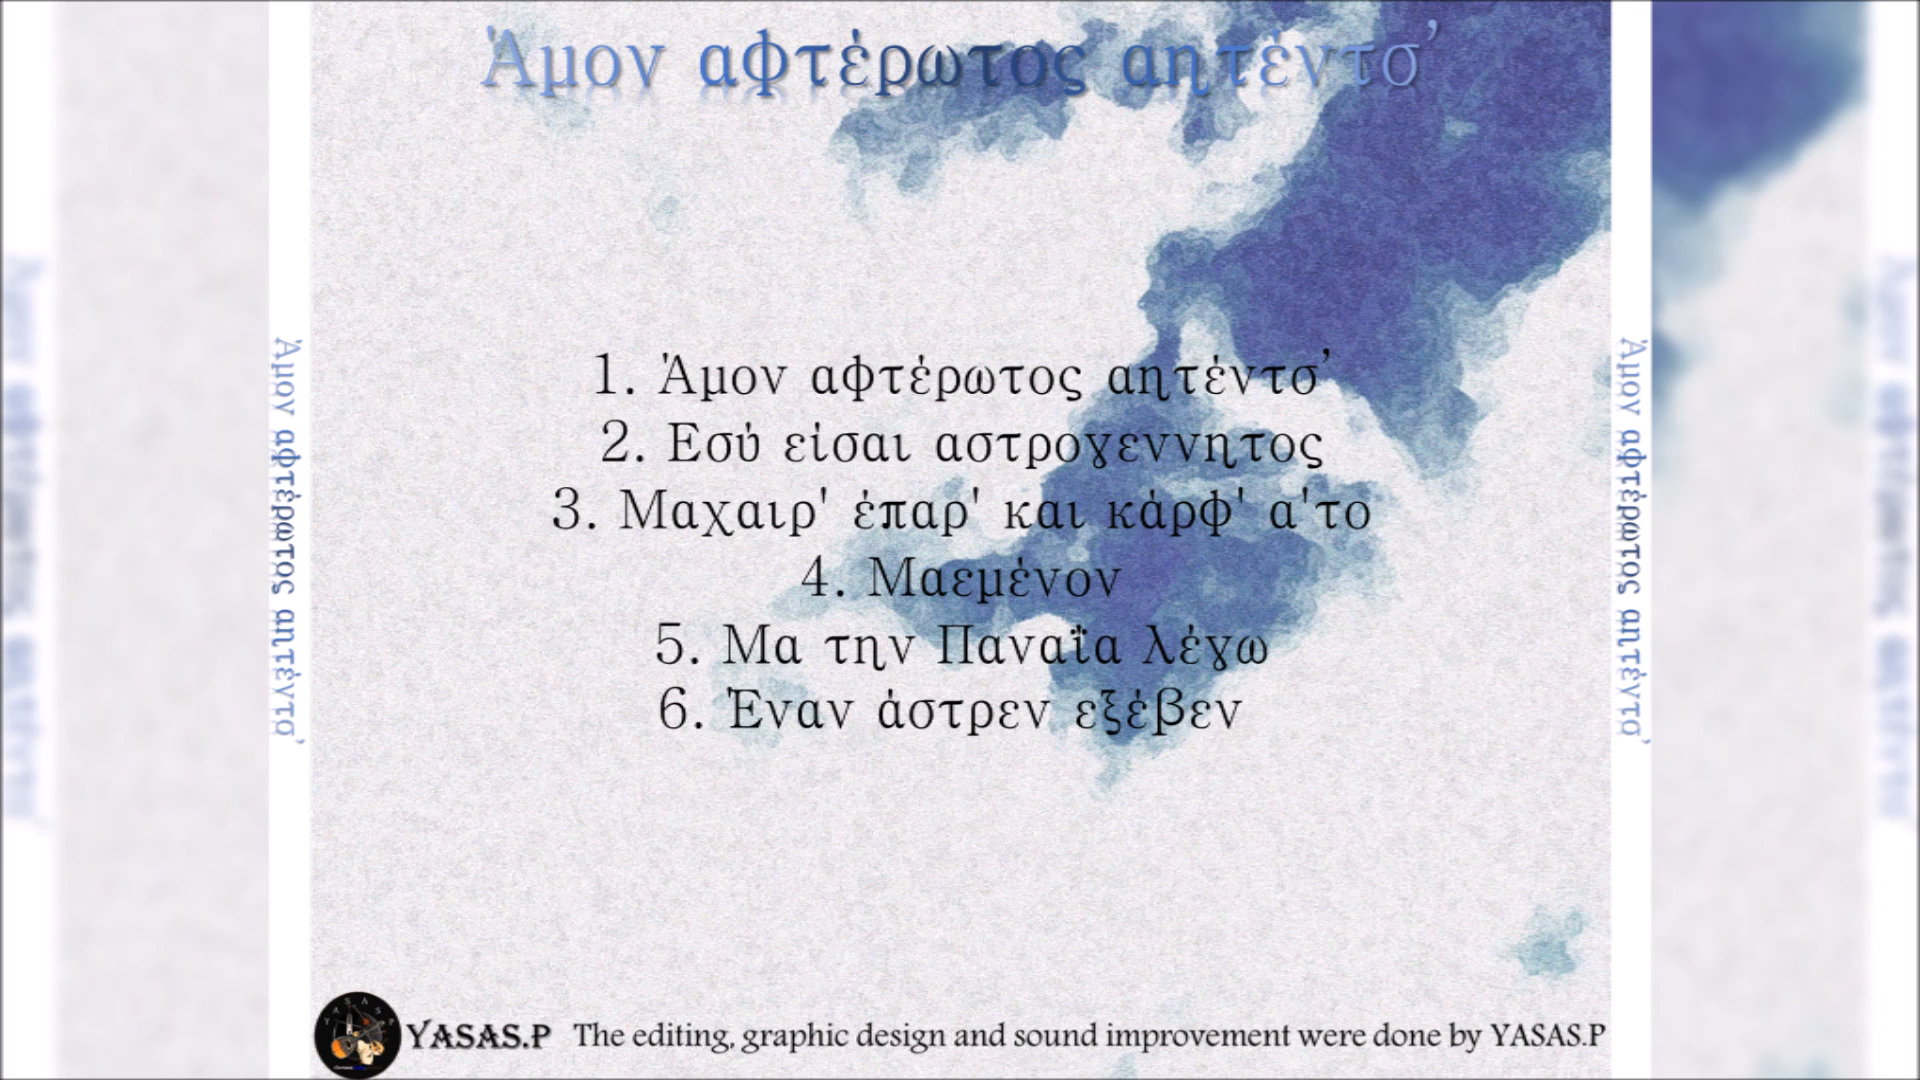 Άμον αφτέρωτος αητέντσ’
Άμον αφτέρωτος αητέντσ’
Άμον αφτέρωτος αητέντσ’
1. Άμον αφτέρωτος αητέντσ’
2. Εσύ είσαι αστρογεννητος
3. Μαχαιρ' έπαρ' και κάρφ' α'το
4. Μαεμένον
5. Μα την Παναΐα λέγω
6. Έναν άστρεν εξέβεν
YASAS.P The editing, graphic design and sound improvement were done by YASAS.P